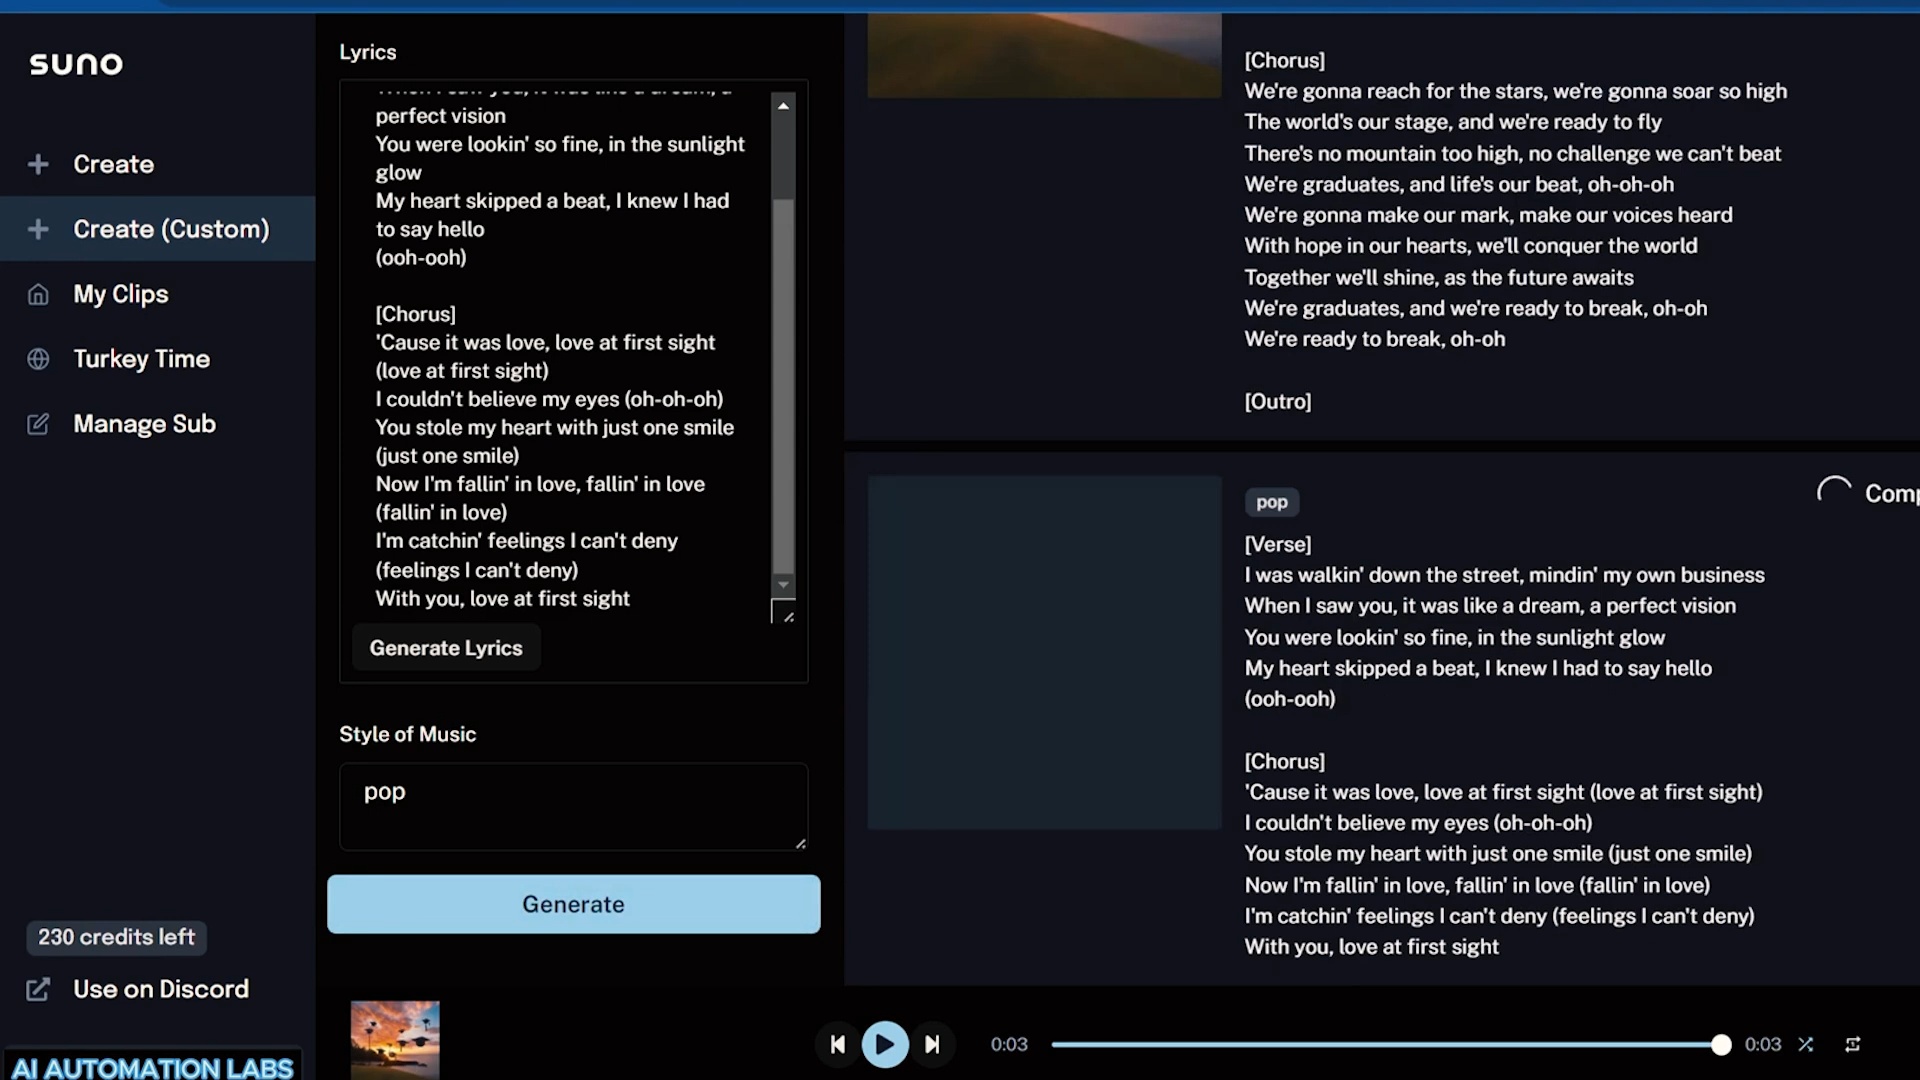 suno
Create
Create (Custom)
My Clips
Turkey Time
Manage Sub
230 credits left
Use on Discord
AI AUTOMATION LABS
Lyrics
When I saw you, it was like a dream, a
perfect vision
You were lookin' so fine, in the sunlight
glow
My heart skipped a beat, I knew I had
to say hello
(ooh-ooh)
[Chorus]
'Cause it was love, love at first sight
(love at first sight)
I couldn't believe my eyes (oh-oh-oh)
You stole my heart with just one smile
(just one smile)
Now I'm fallin' in love, fallin' in love
(fallin' in love)
I'm catchin' feelings I can't deny
(feelings I can't deny)
With you, love at first sight
Generate Lyrics
Style of Music
pop
Generate
[Chorus]
We're gonna reach for the stars, we're gonna soar so high
The world's our stage, and we're ready to fly
There's no mountain too high, no challenge we can't beat
We're graduates, and life's our beat, oh-oh-oh
We're gonna make our mark, make our voices heard
With hope in our hearts, we'll conquer the world
Together we'll shine, as the future awaits
We're graduates, and we're ready to break, oh-oh
We're ready to break, oh-oh
[Outro]
pop
Comp
[Verse]
I was walkin' down the street, mindin' my own business
When I saw you, it was like a dream, a perfect vision
You were lookin' so fine, in the sunlight glow
My heart skipped a beat, I knew I had to say hello
(ooh-ooh)
[Chorus]
'Cause it was love, love at first sight (love at first sight)
I couldn't believe my eyes (oh-oh-oh)
You stole my heart with just one smile (just one smile)
Now I'm fallin' in love, fallin' in love (fallin' in love)
I'm catchin' feelings I can't deny (feelings I can't deny)
With you, love at first sight
0:03
0:03